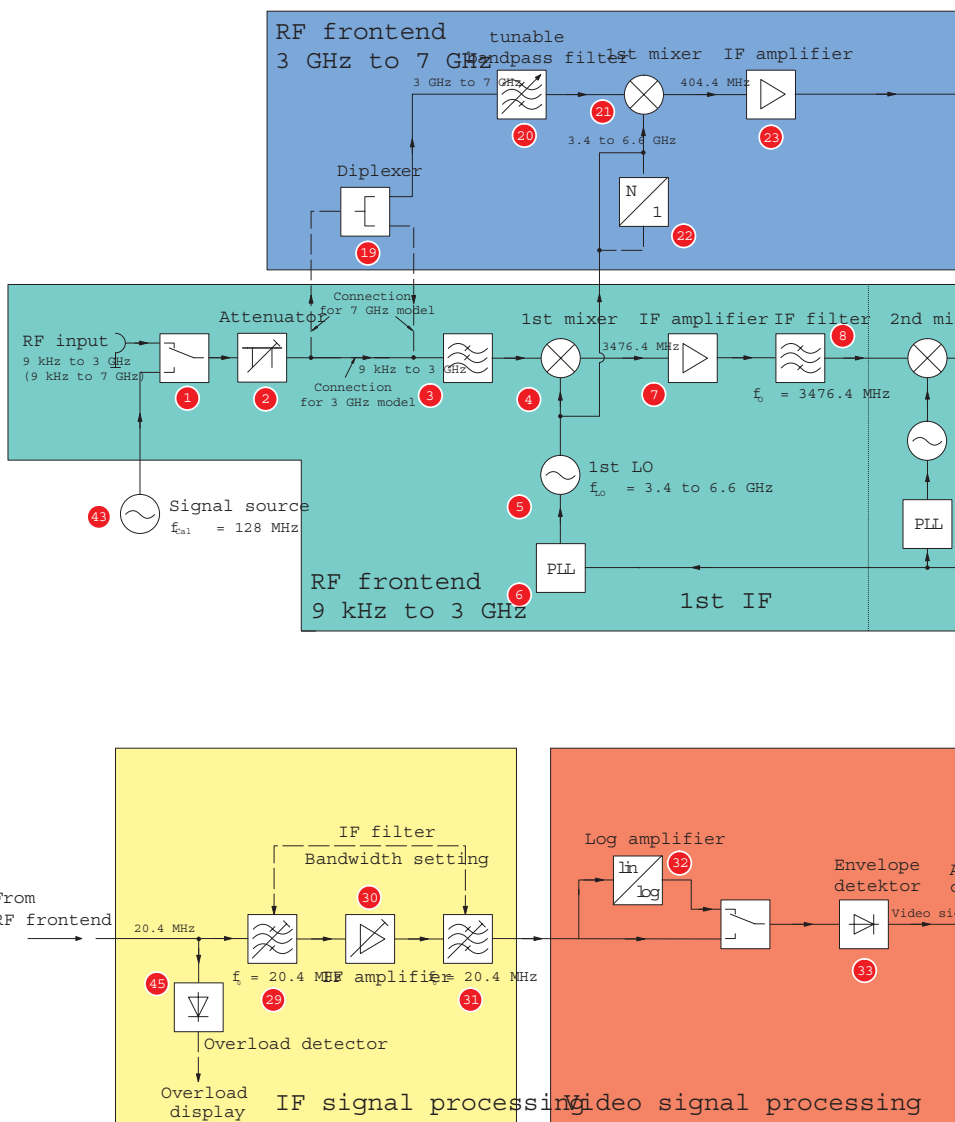 RF frontend
3 GHz to 7 GHz
tunable
bandpass filter
1st mixer
IF amplifier
3 GHz to 7 GHz
404.4 MHz
20
21
23
3.4 to 6.6 GHz
Diplexer
N
1
19
22
Connection
for 7 GHz model
Attenuator
1st mixer
IF amplifier
IF filter
2nd mi
RF input
9 kHz to 3 GHz
(9 kHz to 7 GHz)
9 kHz to 3 GHz
3476.4 MHz
8
Connection
for 3 GHz model
1
2
3
4
7
f0 = 3476.4 MHz
1st LO
fLO = 3.4 to 6.6 GHz
5
43
Signal source
fCal = 128 MHz
PLL
PLL
6
RF frontend
9 kHz to 3 GHz
1st IF
IF filter
Bandwidth setting
Log amplifier
32
lin
log
Envelope
detektor
A
From
RF frontend
30
20.4 MHz
Video sig
f0 = 20.4 MHz
IF amplifier
f0 = 20.4 MHz
45
29
31
33
Overload detector
Overload
display
IF signal processing
Video signal processing